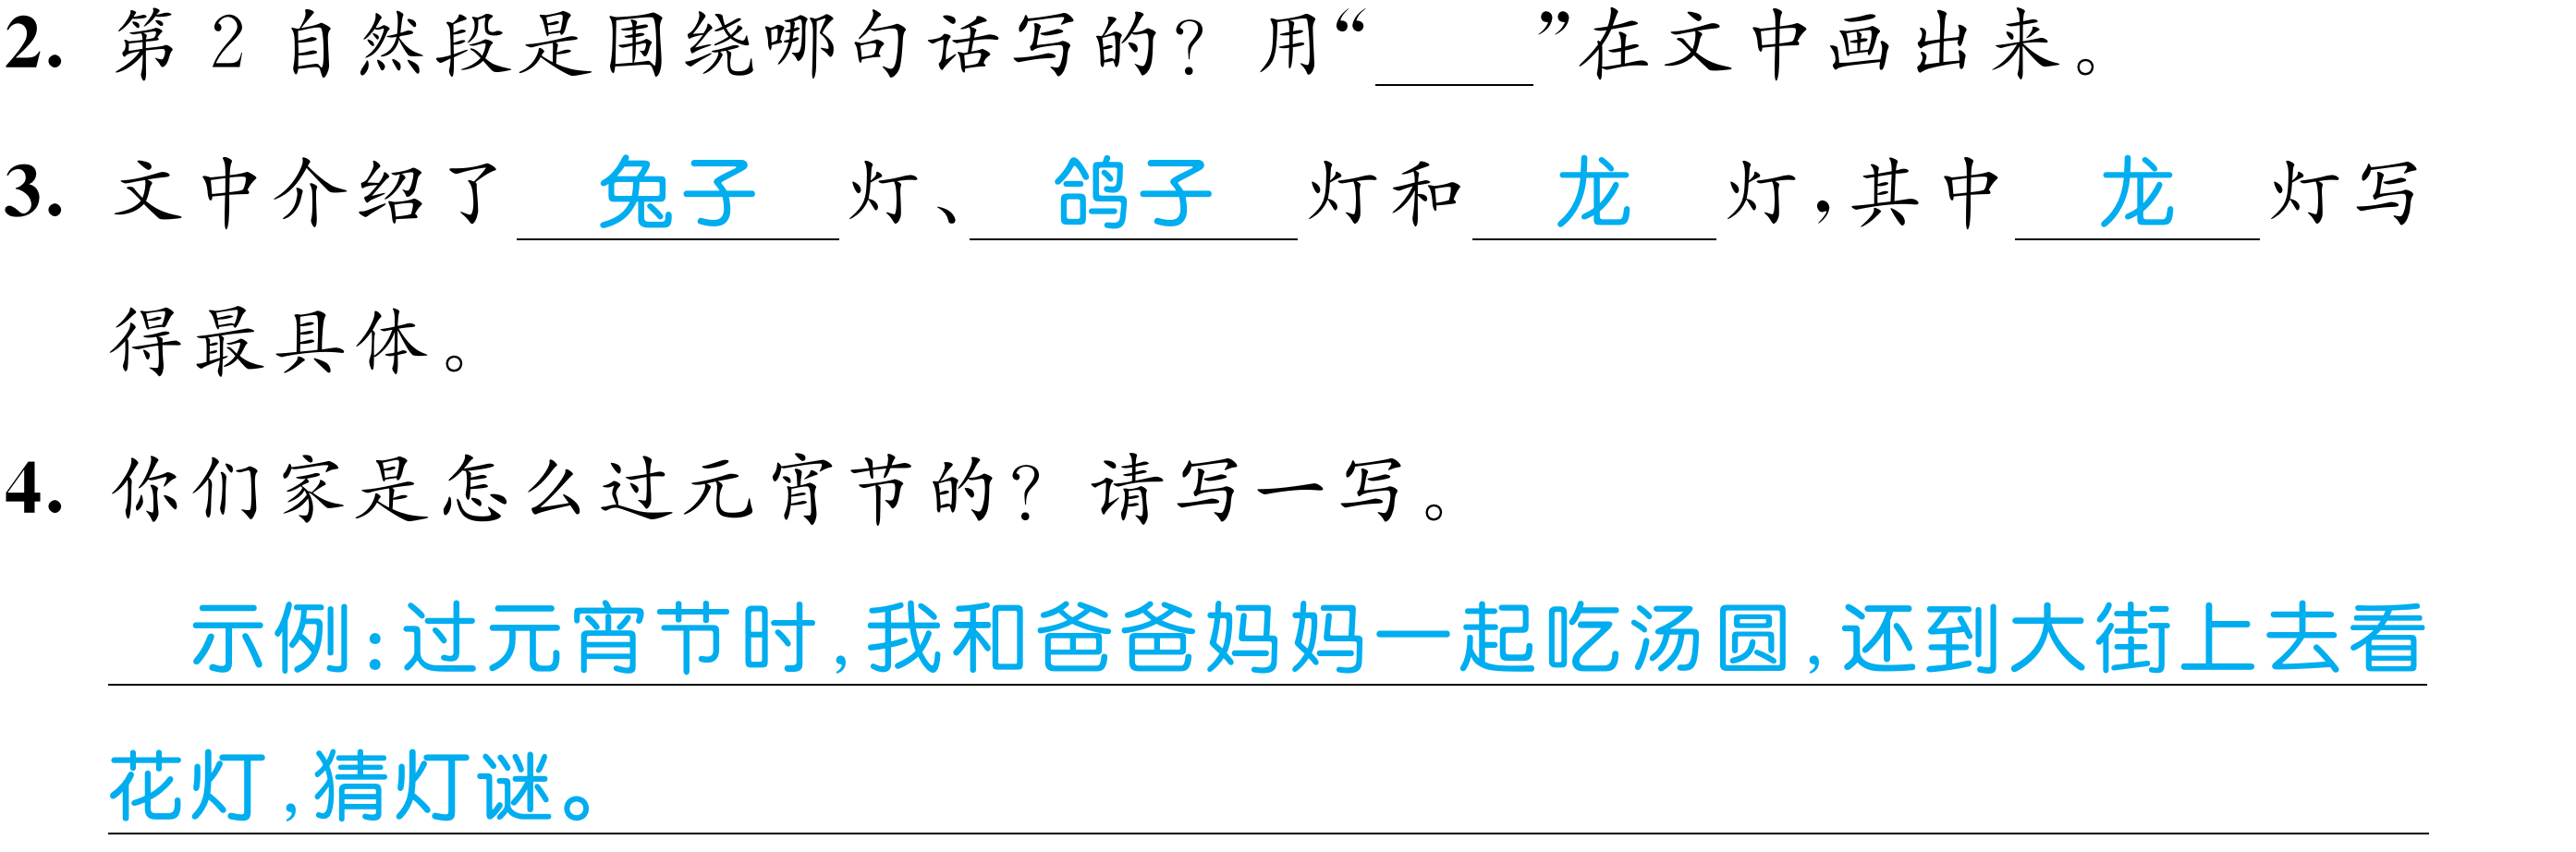 2. 第 2 自然段是围绕哪句话写的？用“____”在文中画出来。
3. 文中介绍了 兔子 灯、 鸽子 灯和 龙 灯，其中 龙 灯写
得最具体。
4. 你们家是怎么过元宵节的？请写一写。
示例：过元宵节时，我和爸爸妈妈一起吃汤圆，还到大街上去看
花灯，猜灯谜。